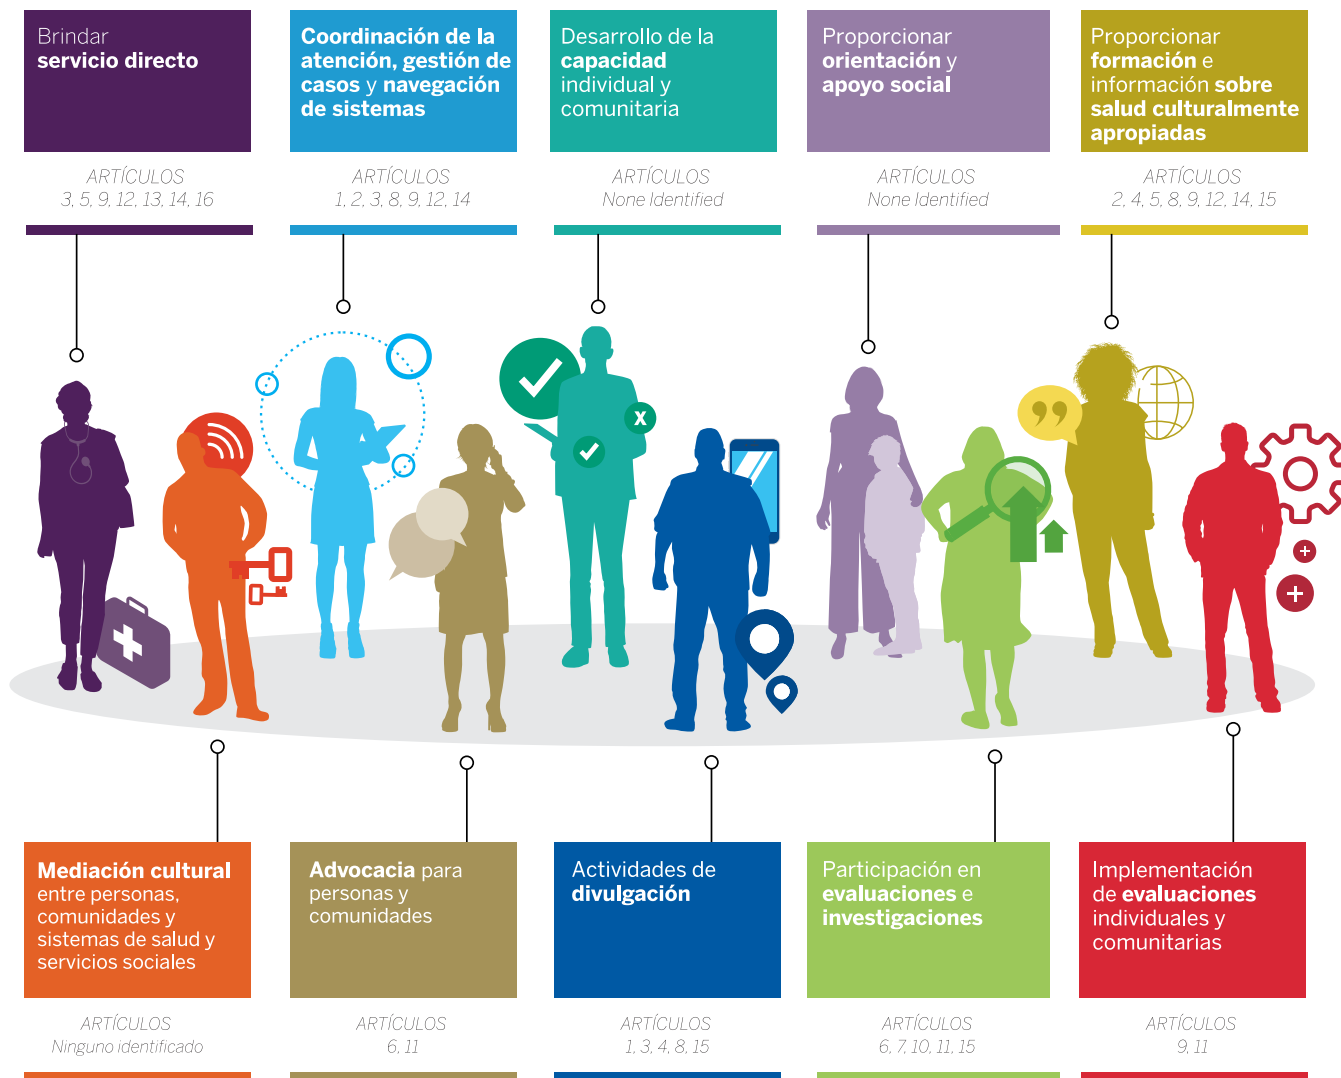 Brindar
servicio directo
ARTÍCULOS
3, 5, 9, 12, 13, 14, 16
Coordinación de la
atención, gestión de
casos y navegación
de sistemas
ARTÍCULOS
1, 2, 3, 8, 9, 12, 14
Desarrollo de la
capacidad
individual y
comunitaria
ARTÍCULOS
None Identified
Proporcionar
orientación y
apoyo social
ARTÍCULOS
None Identified
Proporcionar
formación e
información sobre
salud culturalmente
apropiadas
ARTÍCULOS
2, 4, 5, 8, 9, 12, 14, 15
X
Mediación cultural
entre personas,
comunidades y
sistemas de salud y
servicios sociales
ARTÍCULOS
Ninguno identificado
Advocacia para
personas y
comunidades
ARTÍCULOS
6, 11
Actividades de
divulgación
ARTÍCULOS
1, 3, 4, 8, 15
Participación en
evaluaciones e
investigaciones
ARTÍCULOS
6, 7, 10, 11, 15
Implementación
de evaluaciones
individuales y
comunitarias
ARTÍCULOS
9, 11